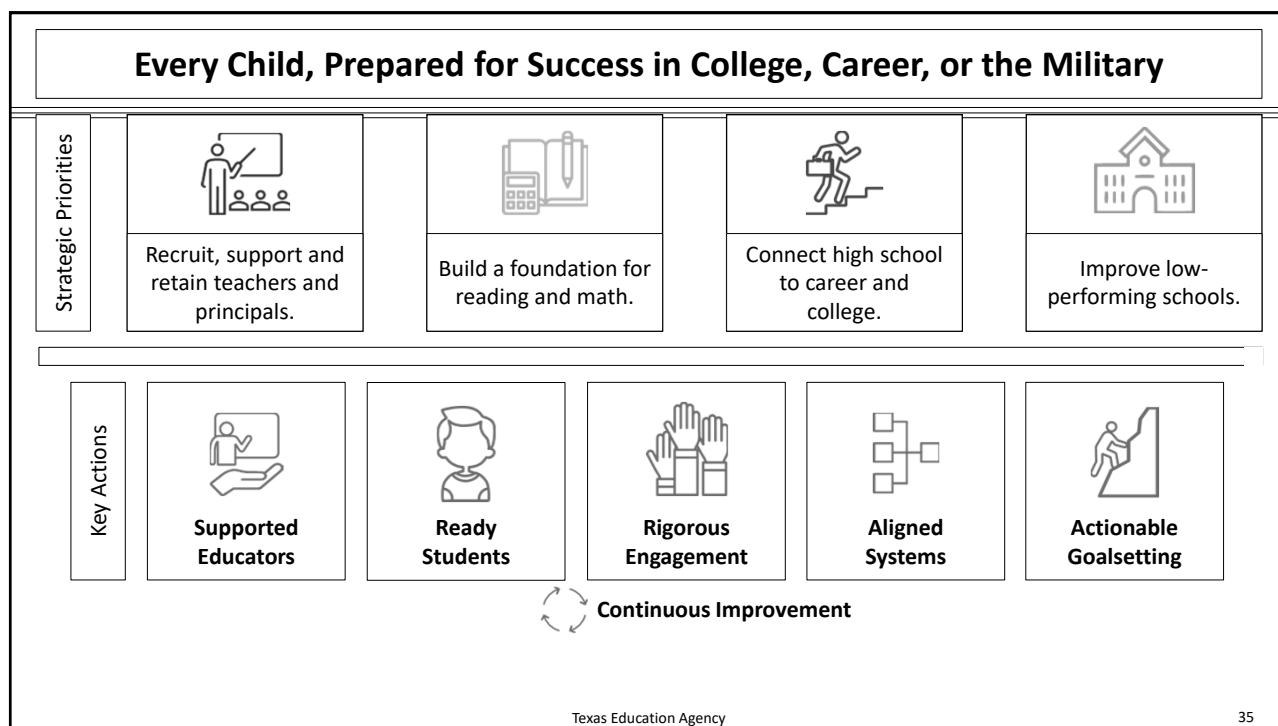 Every Child, Prepared for Success in College, Career, or the Military
Strategic Priorities
Recruit, support and
retain teachers and
principals.
Build a foundation for
reading and math.
Connect high school
to career and
college.
Improve low-
performing schools.
Key Actions
Supported
Educators
Ready
Students
Rigorous
Engagement
Aligned
Systems
Actionable
Goalsetting
Continuous Improvement
Texas Education Agency
35